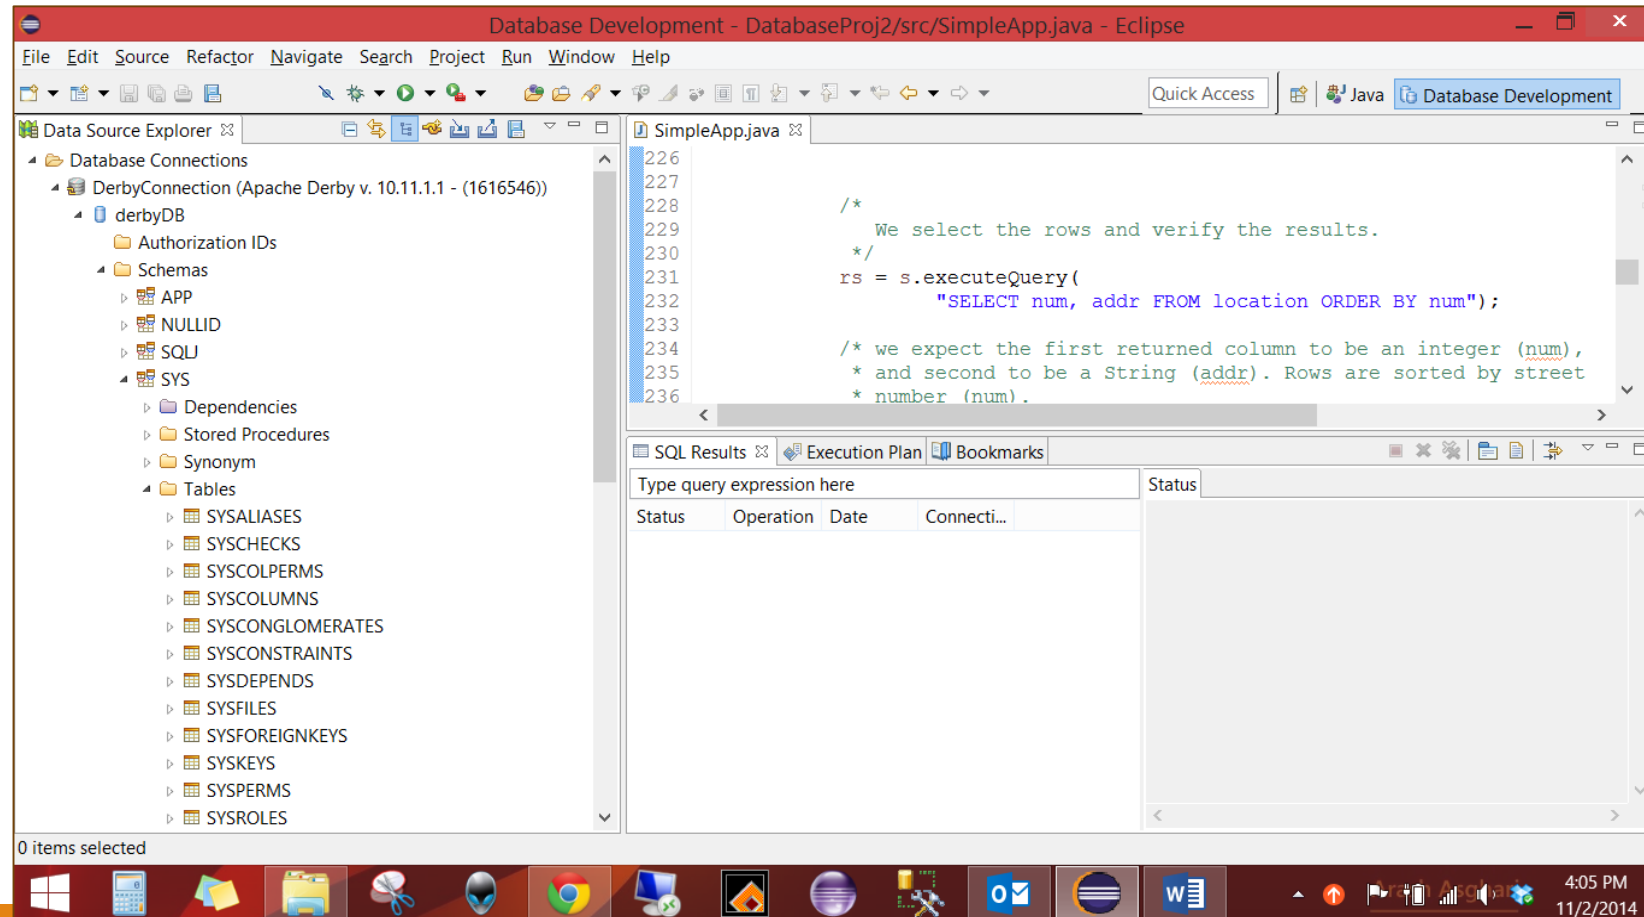 Database Development - DatabaseProj2/src/SimpleApp.java - Eclipse
File Edit Source Refactor Navigate Search Project Run Window Help
Quick Access Java Database Development
Data Source Explorer
Database Connections
DerbyConnection (Apache Derby v. 10.11.1.1 - (1616546))
derbyDB
Authorization IDs
Schemas
APP
NULLID
SQLJ
SYS
Dependencies
Stored Procedures
Synonym
Tables
SYSALIASES
SYSCHECKS
SYSCOLPERMS
SYSCOLUMNS
SYSCONGLOMERATES
SYSCONSTRAINTS
SYSDEPENDS
SYSFILES
SYSFOREIGNKEYS
SYSKEYS
SYSPERMS
SYSROLES
SimpleApp.java
226
227
228 /*
229 We select the rows and verify the results.
230 */
231 rs = s.executeQuery(
232 "SELECT num, addr FROM location ORDER BY num");
233
234 /* we expect the first returned column to be an integer (num),
235 * and second to be a String (addr). Rows are sorted by street
236 * number (num).
SQL Results Execution Plan Bookmarks
Type query expression here
Status Operation Date Connecti...
Status
0 items selected
4:05 PM
11/2/2014